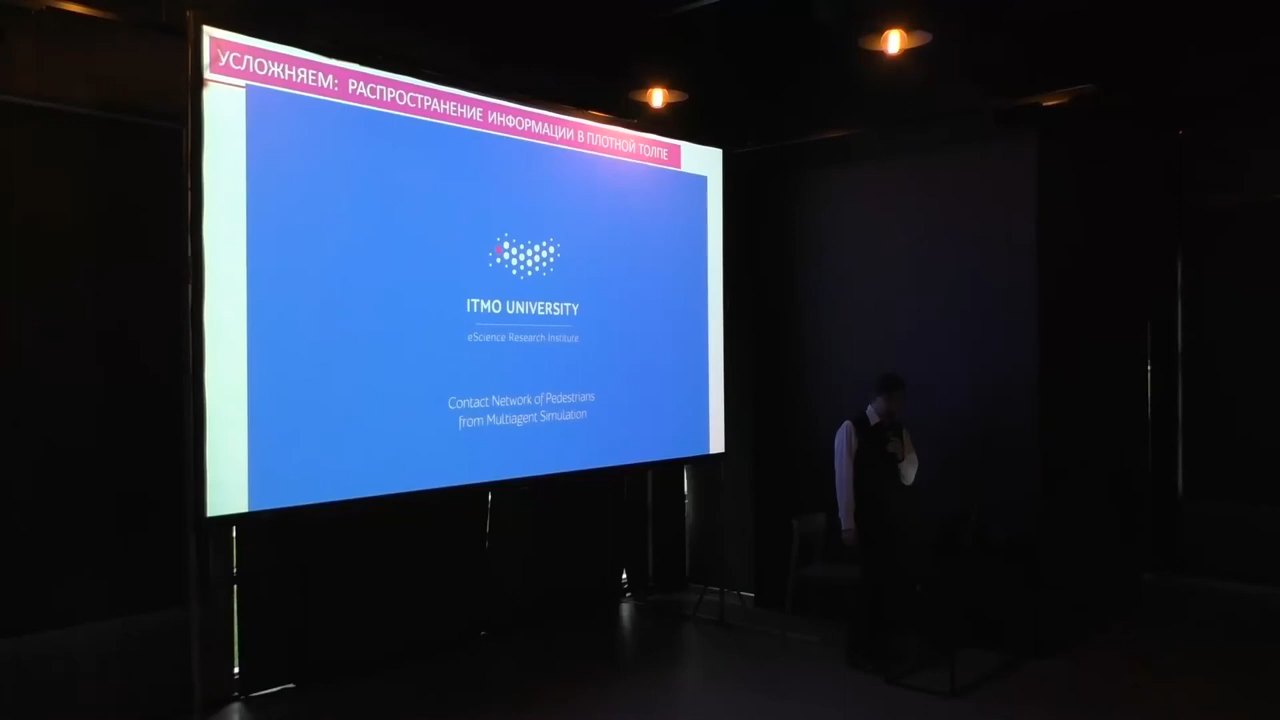 УСЛОЖНЯЕМ: РАСПРОСТРАНЕНИЕ ИНФОРМАЦИИ В ПЛОТНОЙ ТОЛПЕ
ITMO UNIVERSITY
eScience Research Institute
Contact Network of Pedestrians
from Multiagent Simulation